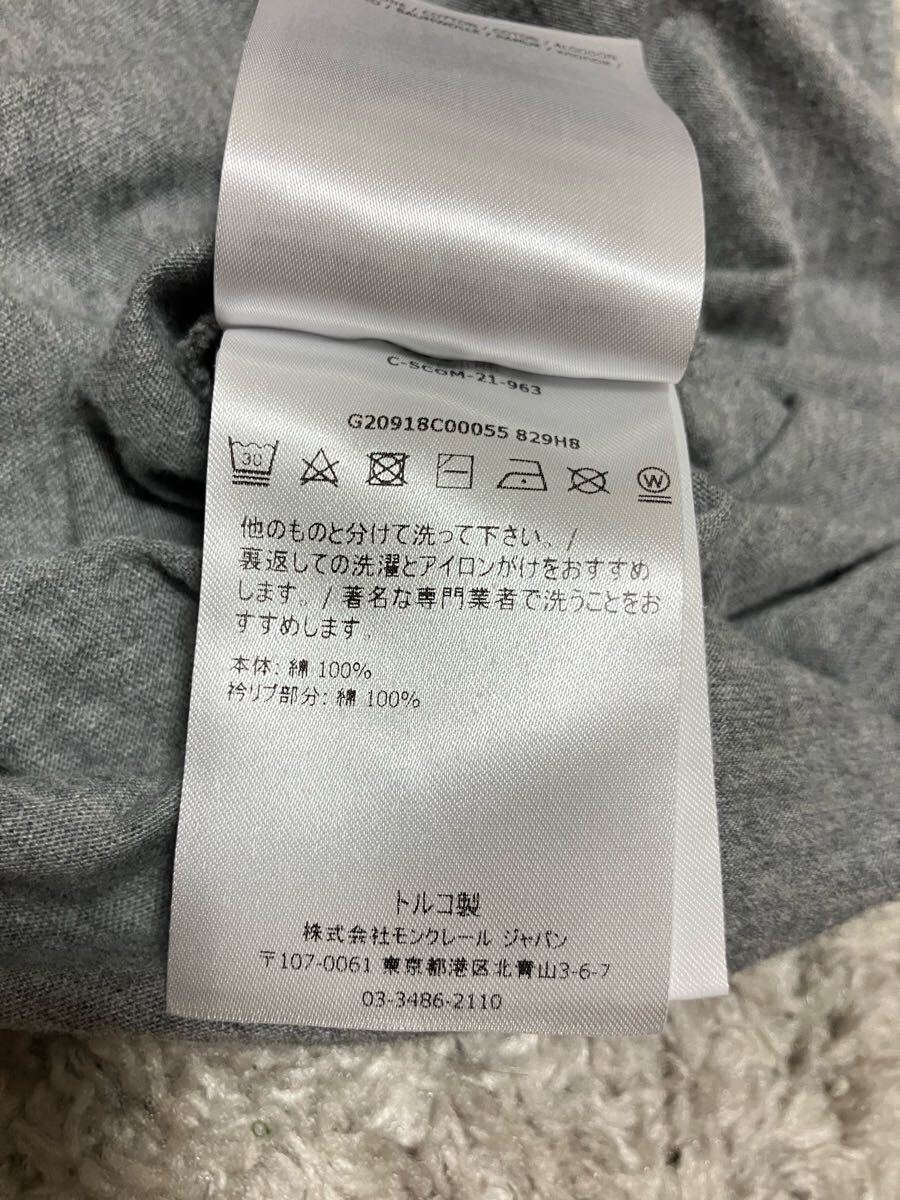 / COTTON / COTON / ALGODON
C-SCOM-21-963
G20918C00055 829H8
30
W
他のものと分けて洗って下さい。/
裏返しての洗濯とアイロンがけをおすすめ
します。/ 著名な専門業者で洗うことをお
すすめします。
本体: 綿 100%
衿リブ部分: 綿 100%
トルコ製
株式会社モンクレール ジャパン
〒107-0061 東京都港区北青山3-6-7
03-3486-2110